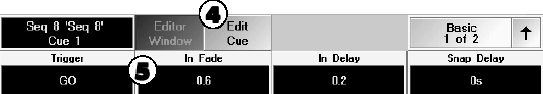 4
Seq 8 'Seq 8'
Cue 1
Editor
Window
Edit
Cue
Basic
1 of 2
Trigger
5
In Fade
In Delay
Snap Delay
GO
0.6
0.2
0s